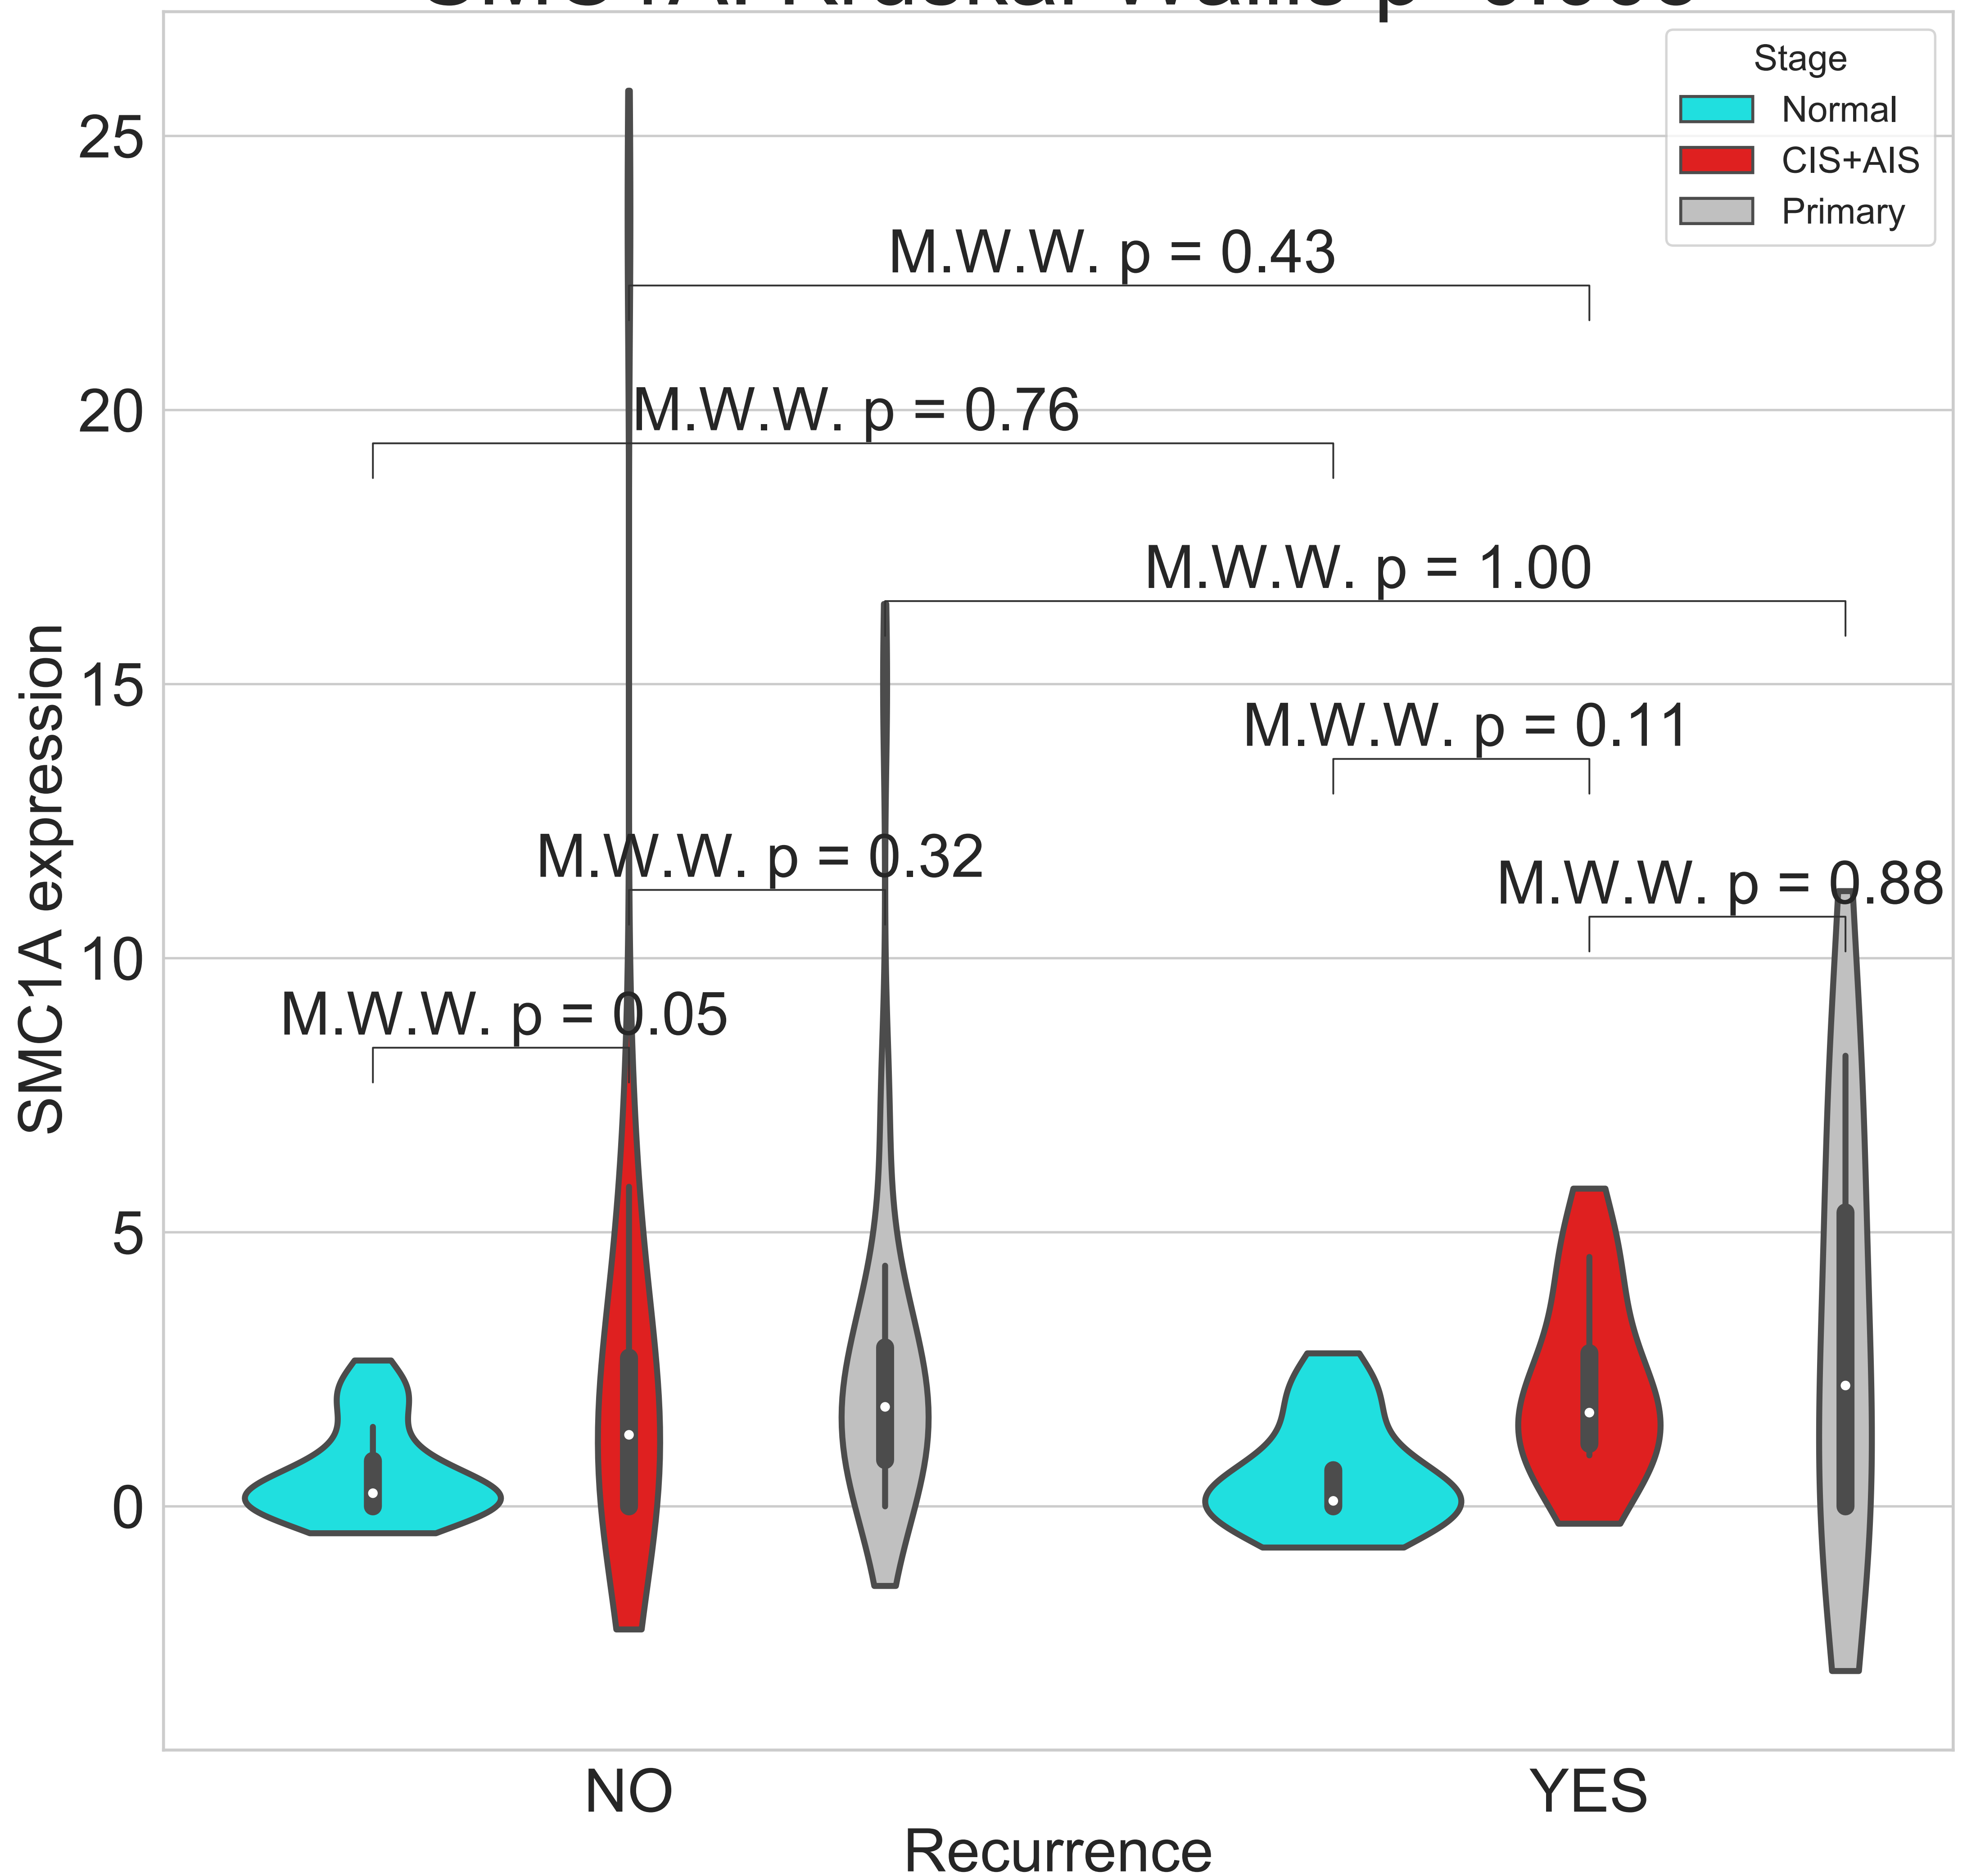 Stage
Normal
CIS+AIS
Primary
25
M.W.W. p = 0.43
20
M.W.W. p = 0.76
M.W.W. p = 1.00
15
M.W.W. p = 0.11
M.W.W. p = 0.32
M.W.W. p = 0.88
10
M.W.W. p = 0.05
5
0
SMC1A expression
NO
YES
Recurrence